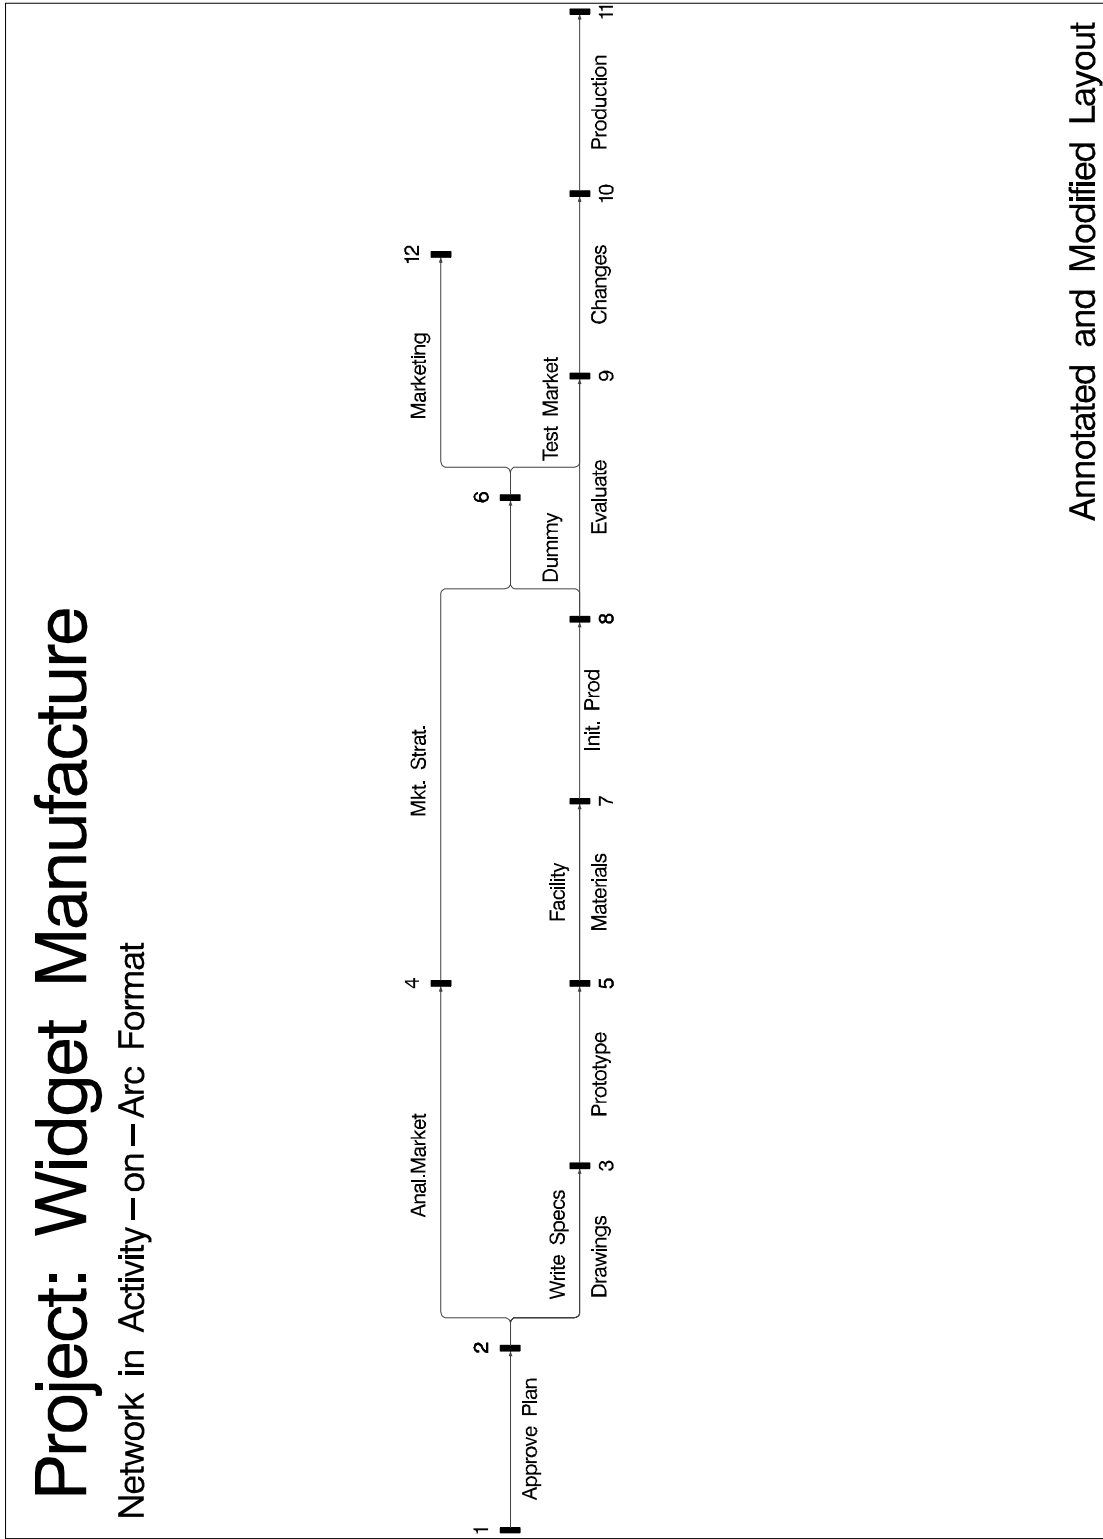 Project: Widget Manufacture
Network in Activity–on–Arc Format
Anal.Market
4
Mkt. Strat.
Marketing
12
1
2
6
Approve Plan
Write Specs
Facility
Dummy
Test Market
Drawings
3
Prototype
5
Materials
7
Init. Prod
8
Evaluate
9
Changes
10
Production
11
Annotated and Modified Layout